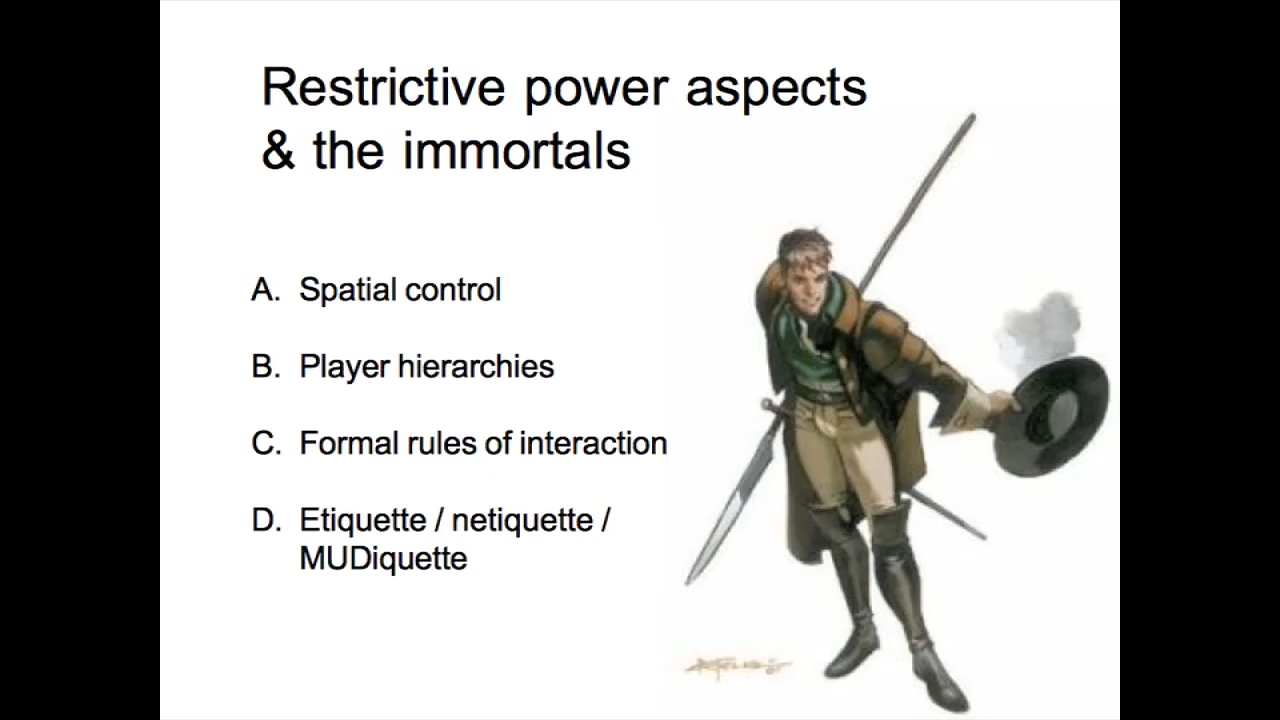 Restrictive power aspects
& the immortals
A. Spatial control
B. Player hierarchies
C. Formal rules of interaction
D. Etiquette / netiquette /
MUDiquette